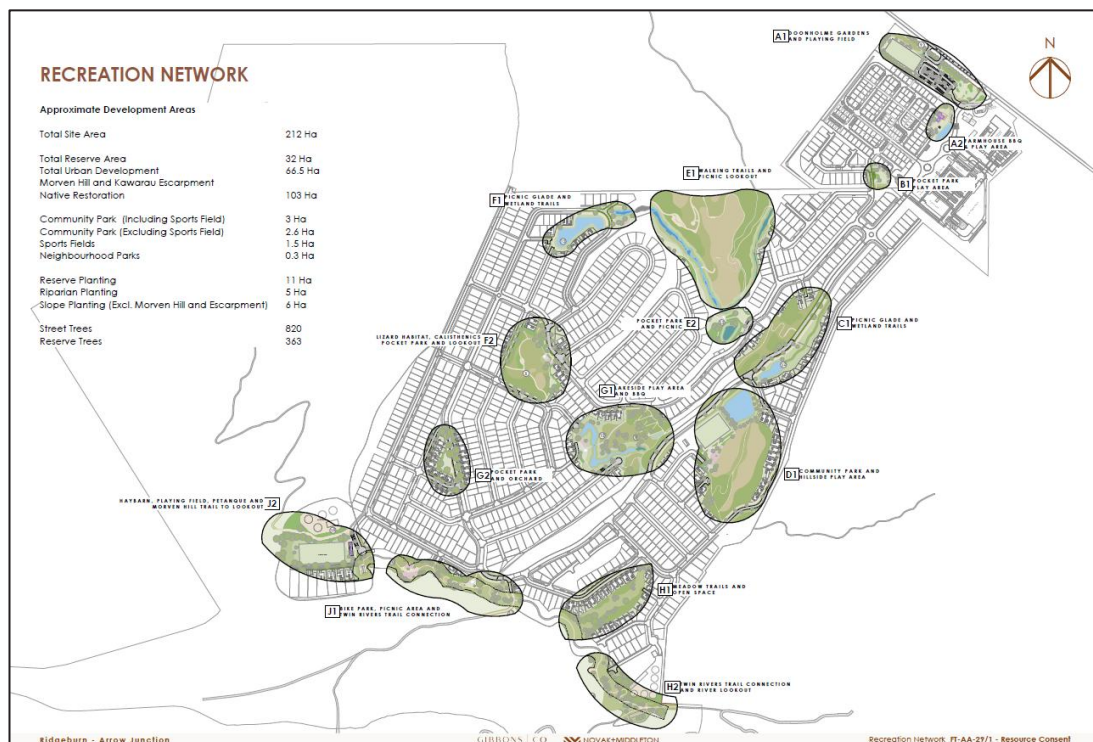 RECREATION NETWORK
Approximate Development Areas
Total Site Area 212 Ha
Total Reserve Area 32 Ha
Total Urban Development 66.5 Ha
Morven Hill and Kawarau Escarpment
Native Restoration 103 Ha
Community Park (Including Sports Field) 3 Ha
Community Park (Excluding Sports Field) 2.6 Ha
Sports Fields 1.5 Ha
Neighbourhood Parks 0.3 Ha
Reserve Planting 11 Ha
Riparian Planting 5 Ha
Slope Planting (Excl. Morven Hill and Escarpment) 6 Ha
Street Trees 820
Reserve Trees 363
N
A1 DOONHOLME GARDENS
AND PLAYING FIELD
A2 FARMHOUSE BBQ
& PLAY AREA
B1 POCKET PARK
PLAY AREA
E1 WALKING TRAILS AND
PICNIC LOOKOUT
F1 PICNIC GLADE AND
WETLAND TRAILS
C1 PICNIC GLADE AND
WETLAND TRAILS
POCKET PARK
AND PICNIC E2
LIZARD HABITAT, CALISTHENICS
POCKET PARK AND LOOKOUT F2
G1 LAKESIDE PLAY AREA
AND BBQ
D1 COMMUNITY PARK AND
HILLSIDE PLAY AREA
G2 POCKET PARK
AND ORCHARD
HAYBARN, PLAYING FIELD, PETANQUE AND
MORVEN HILL TRAIL TO LOOKOUT J2
J1 BIKE PARK, PICNIC AREA AND
TWIN RIVERS TRAIL CONNECTION
H1 MEADOW TRAILS AND
OPEN SPACE
H2 TWIN RIVERS TRAIL CONNECTION
AND RIVER LOOKOUT
Ridgeburn - Arrow Junction
GIBBONS | CO
NOVAK+MIDDLETON
Recreation Network FT-AA-29/1 - Resource Consent